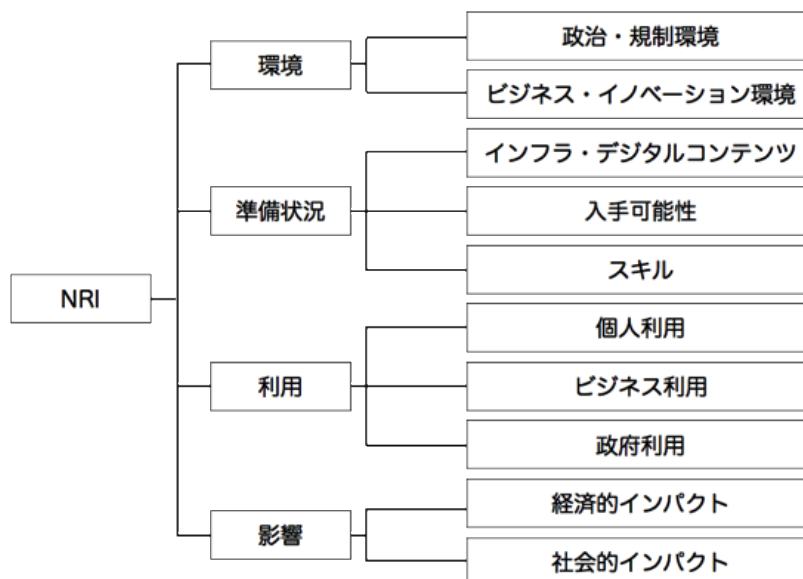 NRI
環境
政治・規制環境
ビジネス・イノベーション環境
準備状況
インフラ・デジタルコンテンツ
入手可能性
スキル
利用
個人利用
ビジネス利用
政府利用
影響
経済的インパクト
社会的インパクト